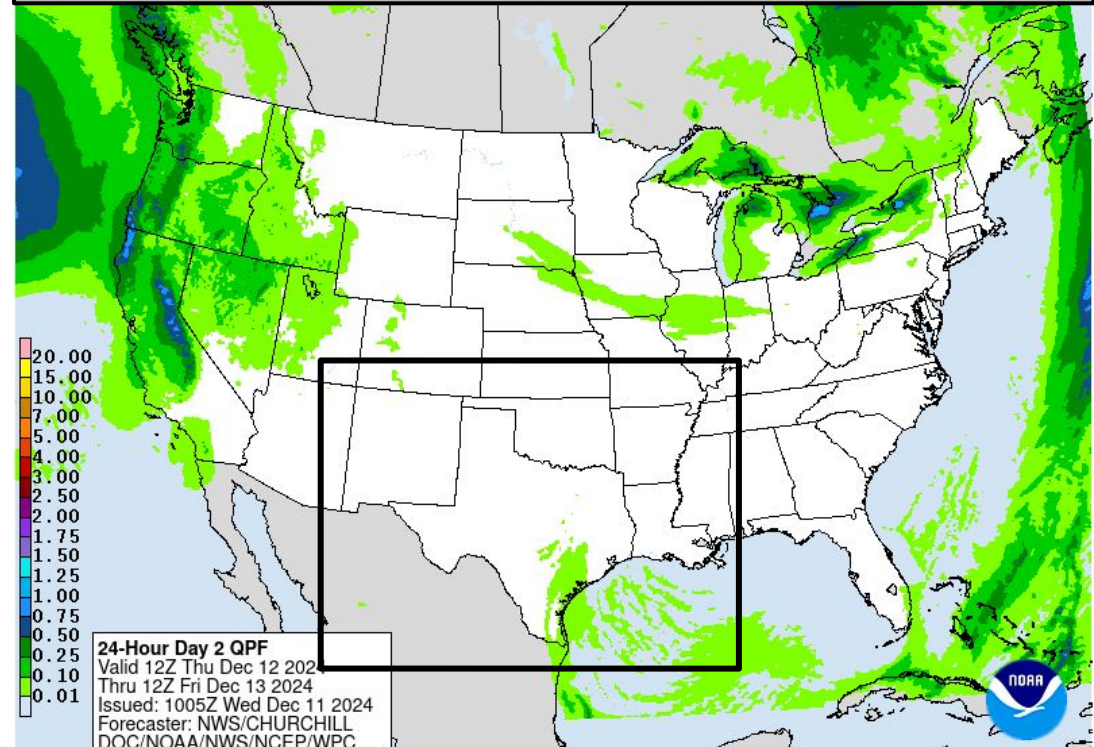 20.00
15.00
10.00
7.00
5.00
4.00
3.00
2.50
2.00
1.75
1.50
1.25
1.00
0.75
0.50
0.25
0.10
0.01
24-Hour Day 2 QPF
Valid 12Z Thu Dec 12 202
Thru 12Z Fri Dec 13 2024
Issued: 1005Z Wed Dec 11 2024
Forecaster: NWS/CHURCHILL
DOC/NOAA/NWS/NCEP/WPC
NOAA